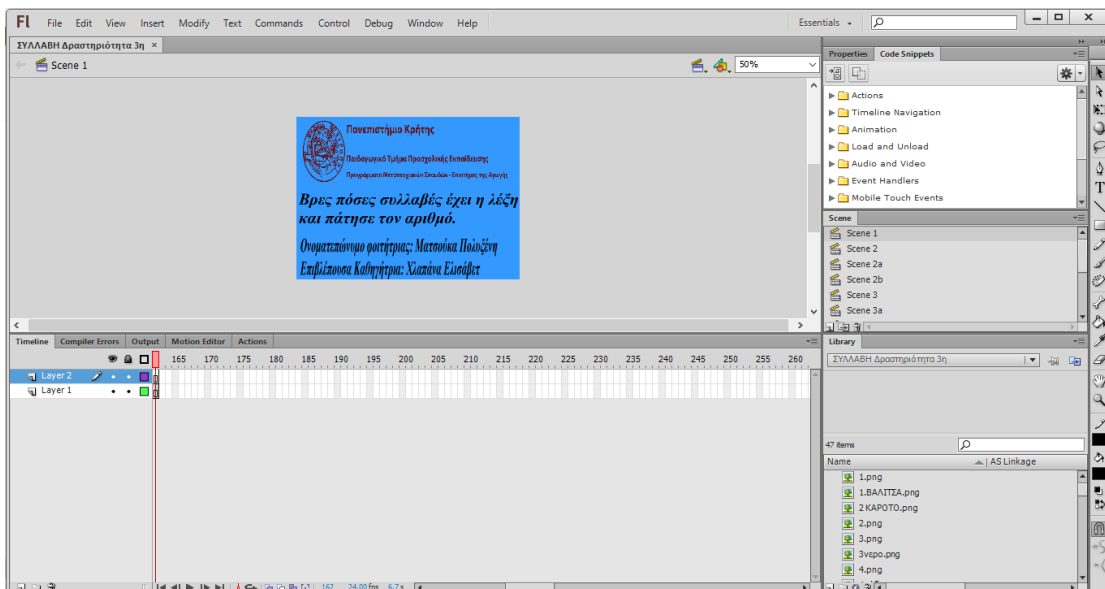 Fl File Edit View Insert Modify Text Commands Control Debug Window Help Essentials
ΣΥΛΛΑΒΗ Δραστηριότητα 3η ×
Scene 1 50%
Πανεπιστήμιο Κρήτης
Παιδαγωγικό Τμήμα Προσχολικής Εκπαίδευσης
Προγράμματα Μεταπτυχιακών Σπουδών - Επιστήμες της Αγωγής
Βρες πόσες συλλαβές έχει η λέξη
και πάτησε τον αριθμό.
Ονοματεπώνυμο φοιτήτριας: Ματσούκα Πολυξένη
Επιβλέπουσα Καθηγήτρια: Χλαπάνα Ελισάβετ
Properties Code Snippets
Actions
Timeline Navigation
Animation
Load and Unload
Audio and Video
Event Handlers
Mobile Touch Events
Scene
Scene 1
Scene 2
Scene 2a
Scene 2b
Scene 3
Scene 3a
Timeline Compiler Errors Output Motion Editor Actions
165 170 175 180 185 190 195 200 205 210 215 220 225 230 235 240 245 250 255 260
Layer 2
Layer 1
162 24.00 fps 6.7 s
Library
ΣΥΛΛΑΒΗ Δραστηριότητα 3η
47 items
Name AS Linkage
1.png
1.ΒΑΛΙΤΣΑ.png
2 ΚΑΡΟΤΟ.png
2.png
3.png
3νερο.png
4.png